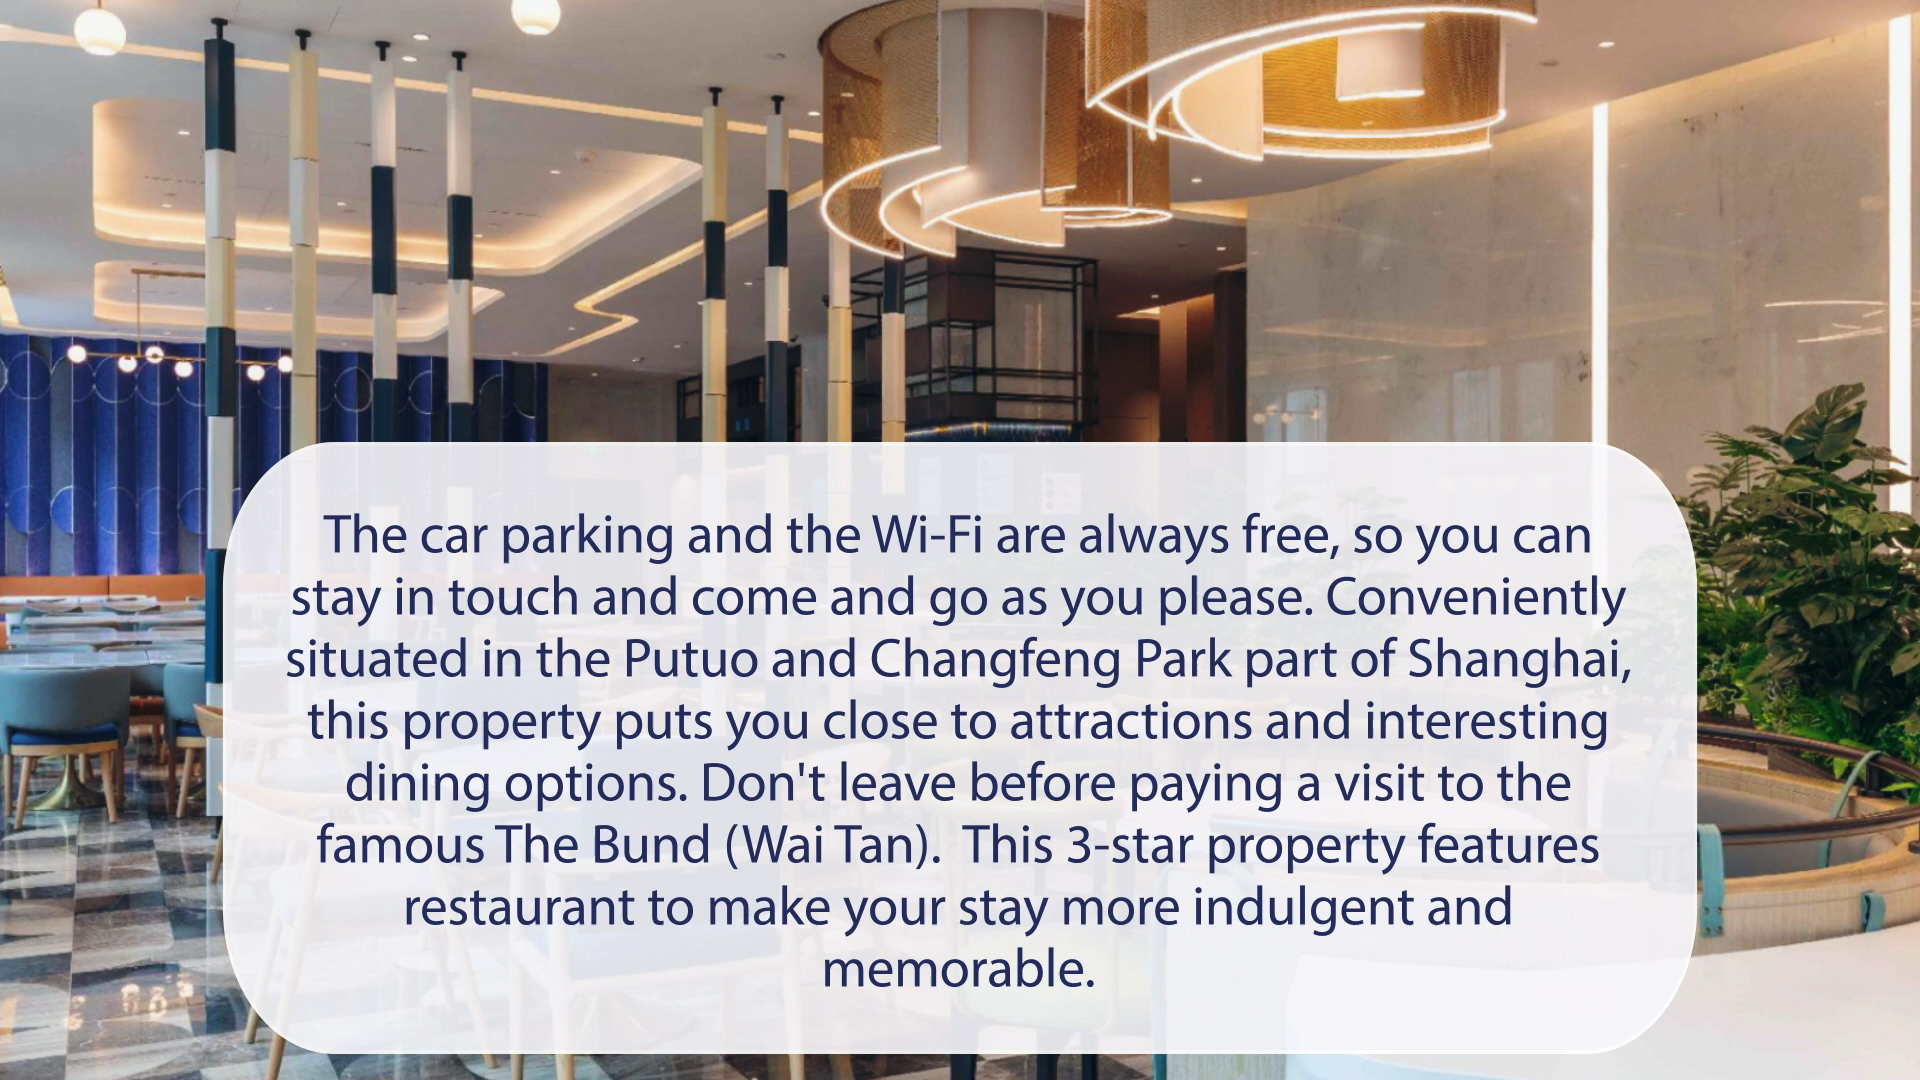 The car parking and the Wi-Fi are always free, so you can
stay in touch and come and go as you please. Conveniently
situated in the Putuo and Changfeng Park part of Shanghai,
this property puts you close to attractions and interesting
dining options. Don't leave before paying a visit to the
famous The Bund (Wai Tan).  This 3-star property features
restaurant to make your stay more indulgent and
memorable.